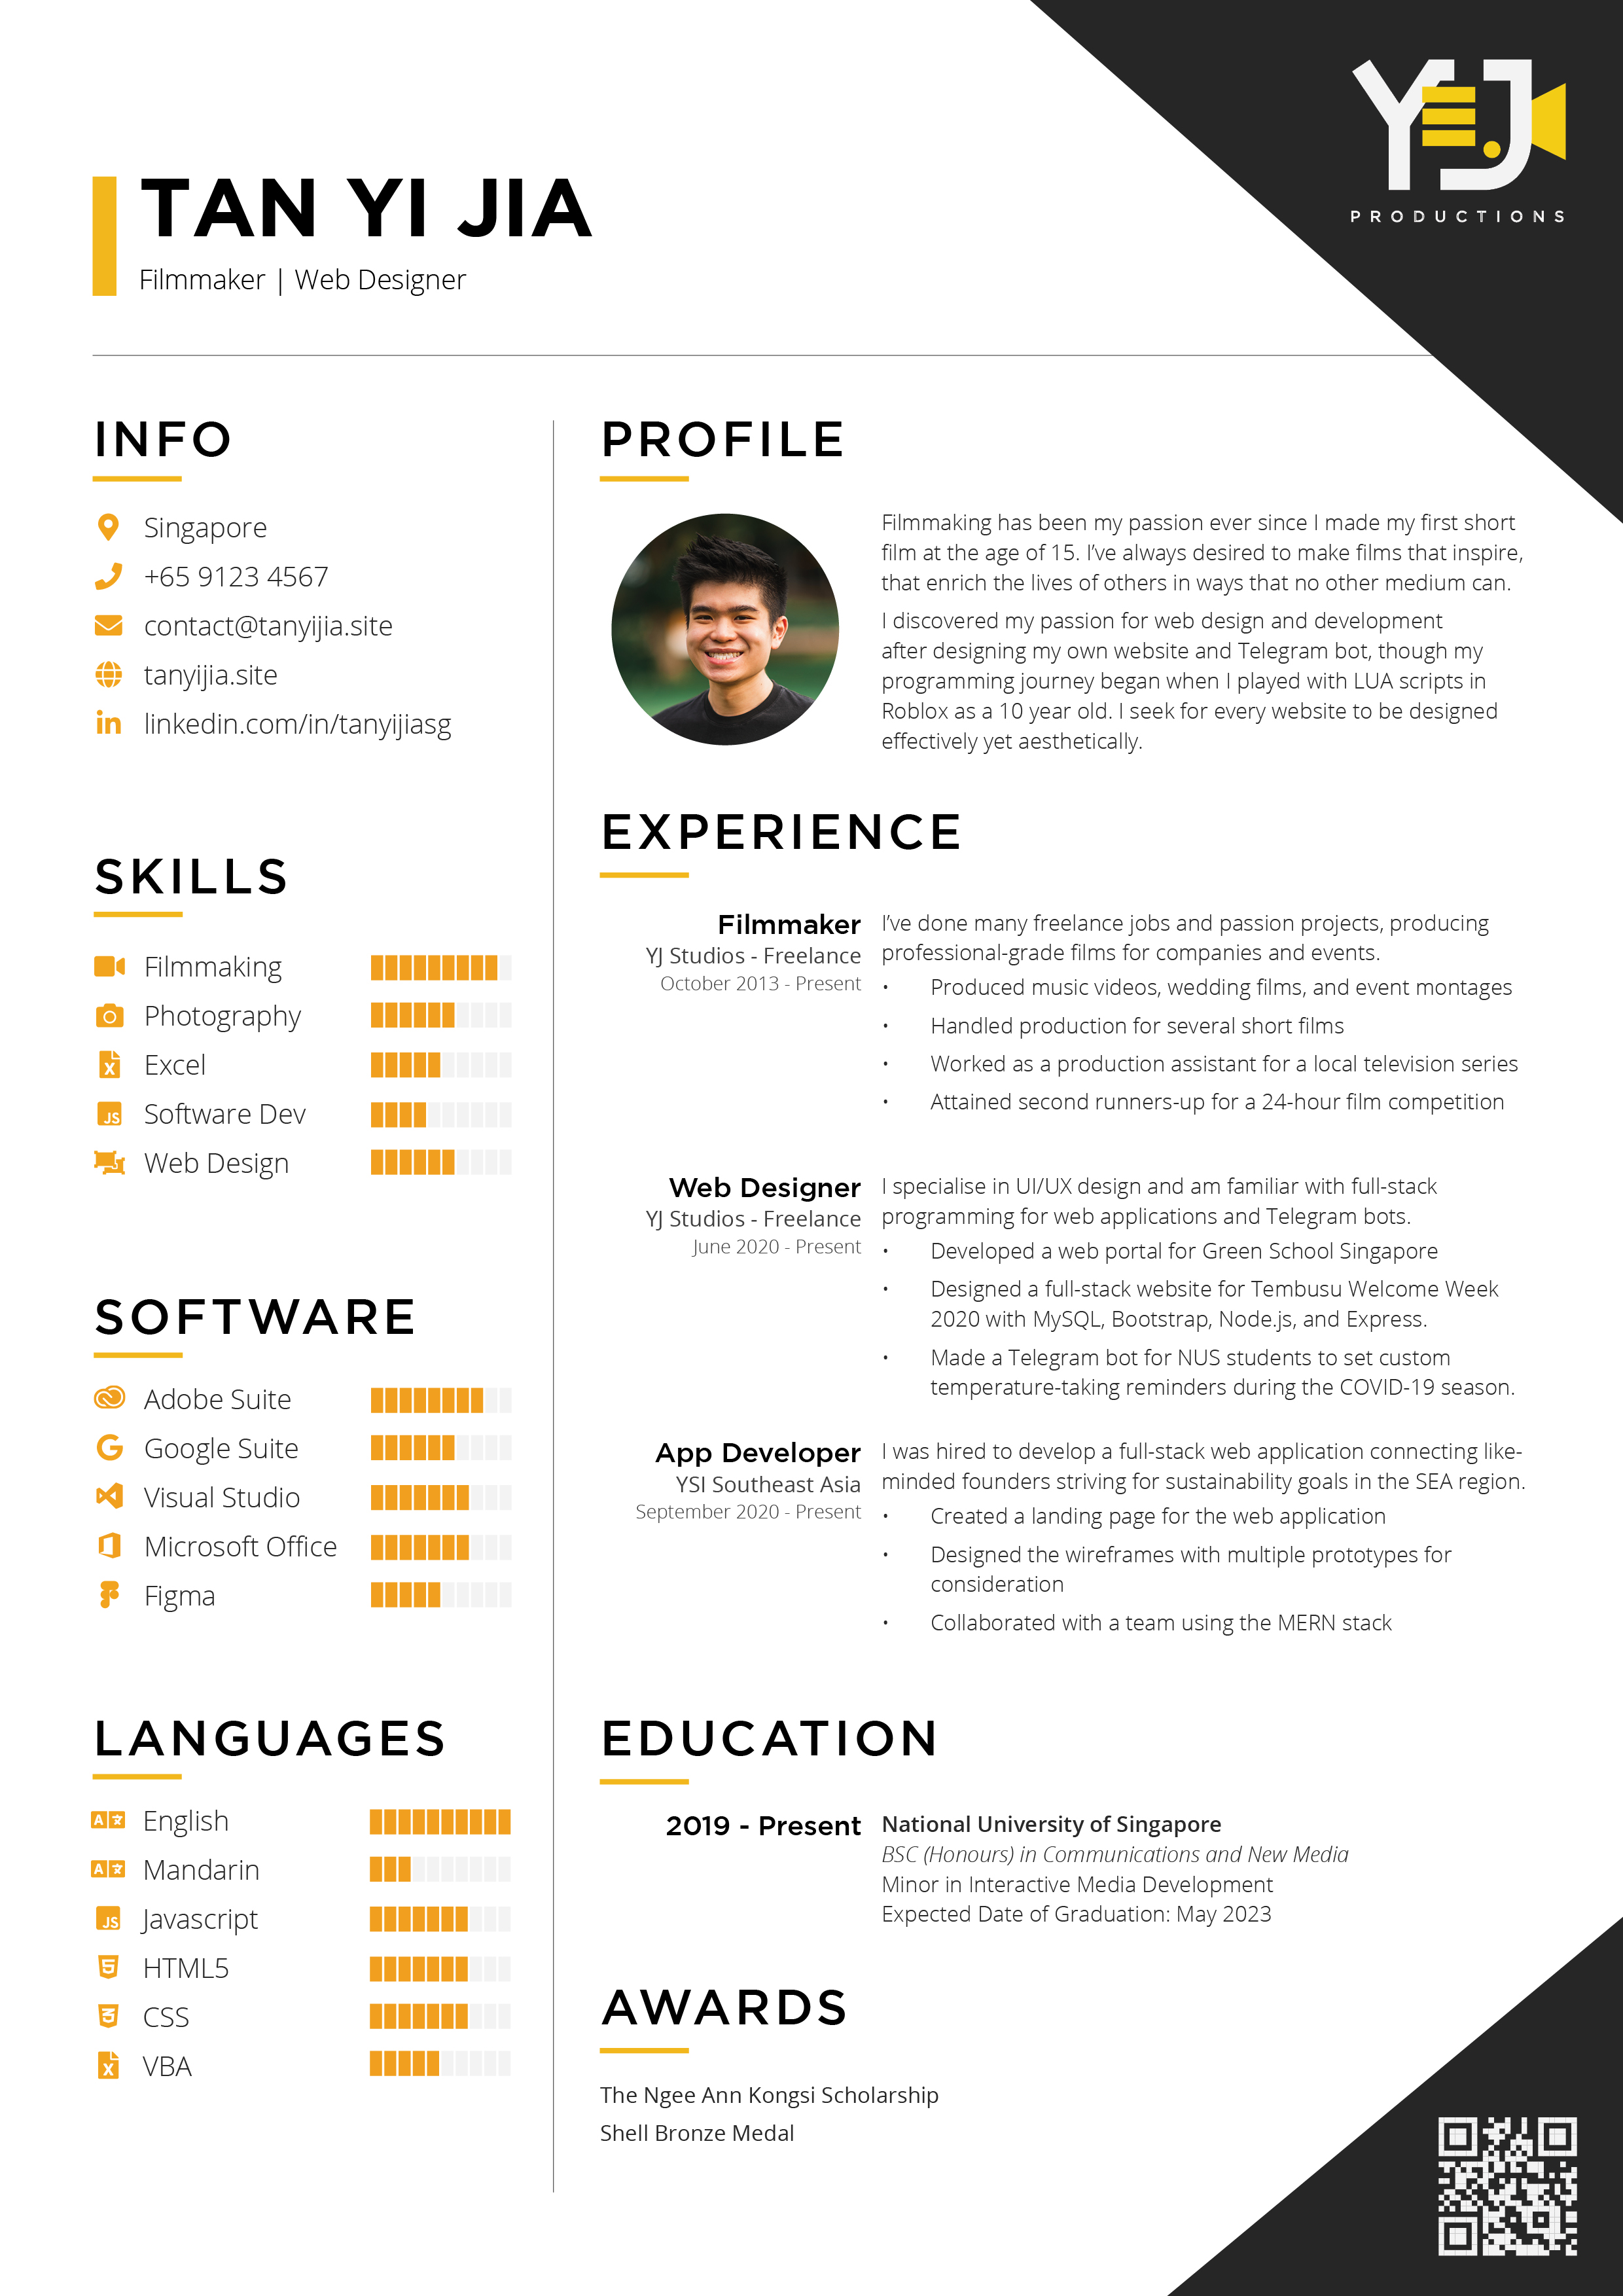 YJ
PRODUCTIONS
TAN YI JIA
Filmmaker | Web Designer
INFO
Singapore
+65 9123 4567
contact@tanyijia.site
tanyijia.site
linkedin.com/in/tanyijiasg
SKILLS
Filmmaking
Photography
Excel
Software Dev
Web Design
SOFTWARE
Adobe Suite
Google Suite
Visual Studio
Microsoft Office
Figma
LANGUAGES
English
Mandarin
Javascript
HTML5
CSS
VBA
PROFILE
Filmmaking has been my passion ever since I made my first short
film at the age of 15. I’ve always desired to make films that inspire,
that enrich the lives of others in ways that no other medium can.
I discovered my passion for web design and development
after designing my own website and Telegram bot, though my
programming journey began when I played with LUA scripts in
Roblox as a 10 year old. I seek for every website to be designed
effectively yet aesthetically.
EXPERIENCE
Filmmaker
YJ Studios - Freelance
October 2013 - Present
I’ve done many freelance jobs and passion projects, producing
professional-grade films for companies and events.
• Produced music videos, wedding films, and event montages
• Handled production for several short films
• Worked as a production assistant for a local television series
• Attained second runners-up for a 24-hour film competition
Web Designer
YJ Studios - Freelance
June 2020 - Present
I specialise in UI/UX design and am familiar with full-stack
programming for web applications and Telegram bots.
• Developed a web portal for Green School Singapore
• Designed a full-stack website for Tembusu Welcome Week
2020 with MySQL, Bootstrap, Node.js, and Express.
• Made a Telegram bot for NUS students to set custom
temperature-taking reminders during the COVID-19 season.
App Developer
YSI Southeast Asia
September 2020 - Present
I was hired to develop a full-stack web application connecting like-
minded founders striving for sustainability goals in the SEA region.
• Created a landing page for the web application
• Designed the wireframes with multiple prototypes for
consideration
• Collaborated with a team using the MERN stack
EDUCATION
2019 - Present
National University of Singapore
BSC (Honours) in Communications and New Media
Minor in Interactive Media Development
Expected Date of Graduation: May 2023
AWARDS
The Ngee Ann Kongsi Scholarship
Shell Bronze Medal